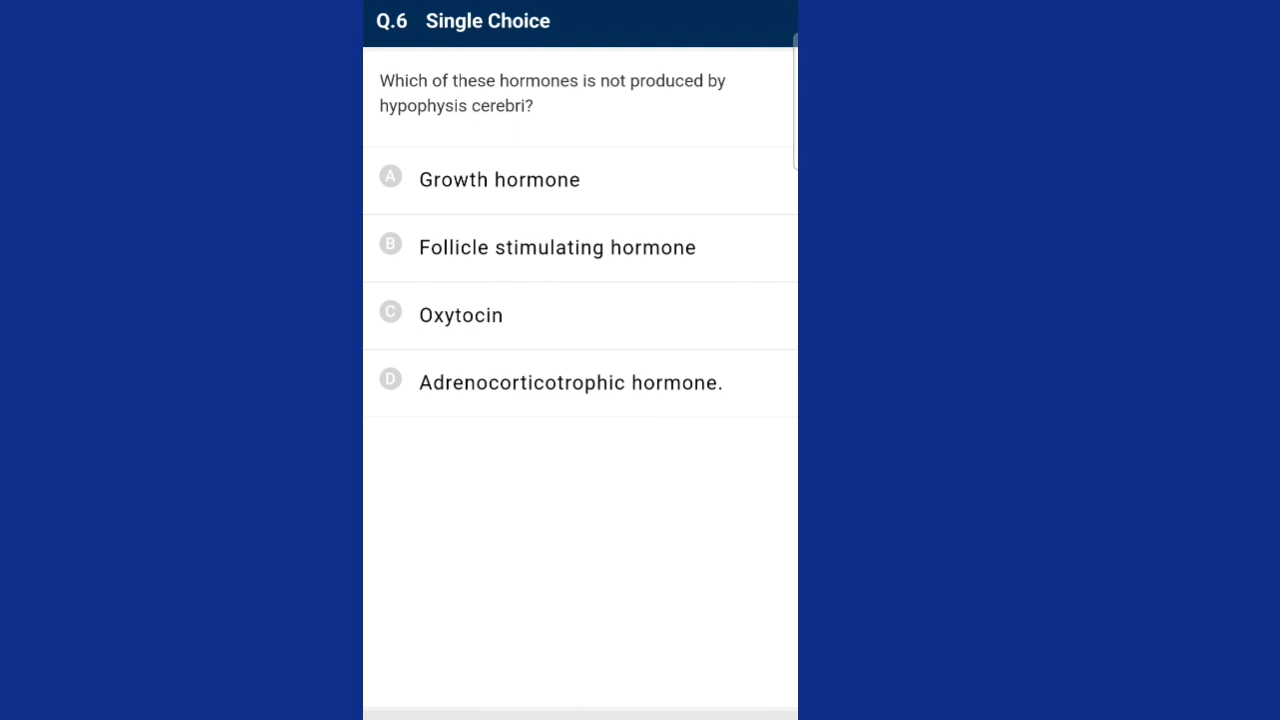 Q.6 Single Choice
Which of these hormones is not produced by
hypophysis cerebri?
A Growth hormone
B Follicle stimulating hormone
C Oxytocin
D Adrenocorticotrophic hormone.